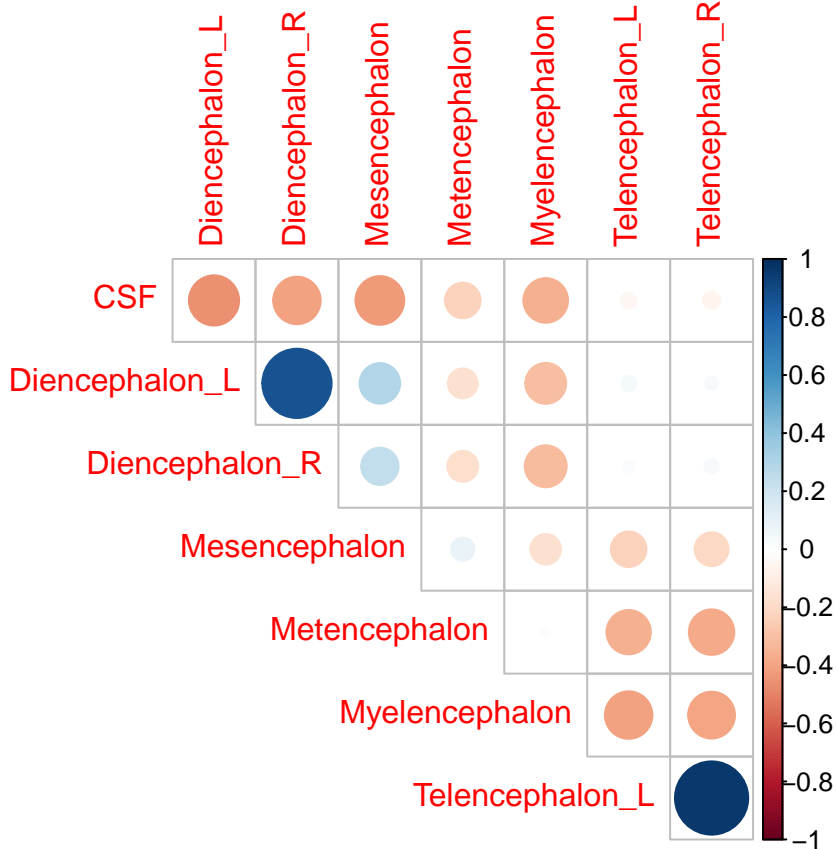 Diencephalon_L
Diencephalon_R
Mesencephalon
Metencephalon
Myelencephalon
Telencephalon_L
Telencephalon_R
CSF
Diencephalon_L
Diencephalon_R
Mesencephalon
Metencephalon
Myelencephalon
Telencephalon_L
1
0.8
0.6
0.4
0.2
0
−0.2
−0.4
−0.6
−0.8
−1